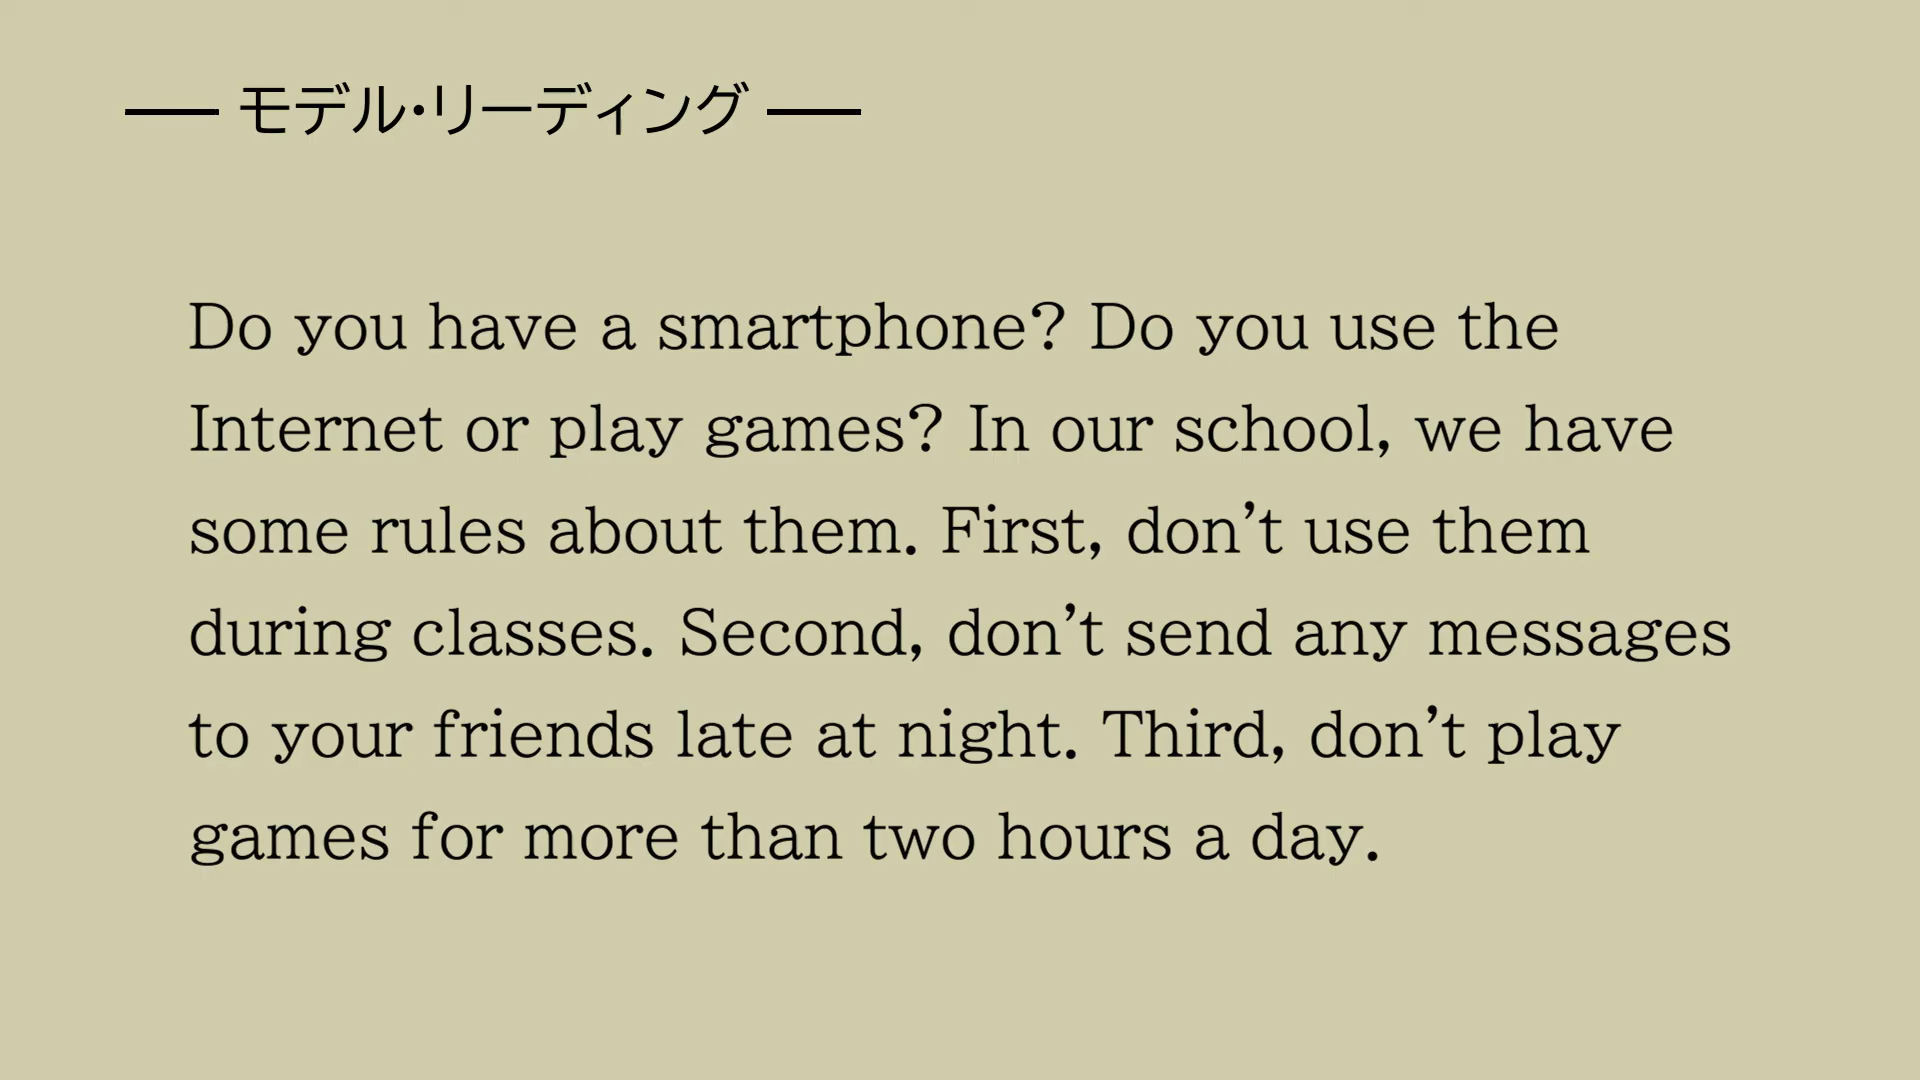 ── モデル・リーディング ──
Do you have a smartphone? Do you use the
Internet or play games? In our school, we have
some rules about them. First, don’t use them
during classes. Second, don’t send any messages
to your friends late at night. Third, don’t play
games for more than two hours a day.